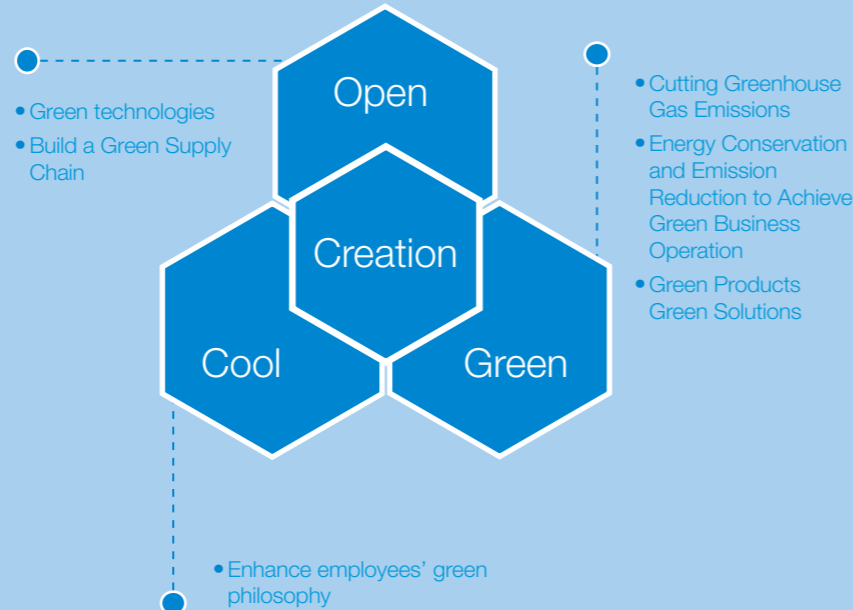 Open
• Green technologies
• Build a Green Supply
Chain
• Cutting Greenhouse
Gas Emissions
• Energy Conservation
and Emission
Reduction to Achieve
Green Business
Operation
• Green Products
Green Solutions
Creation
Cool
Green
• Enhance employees’ green
philosophy